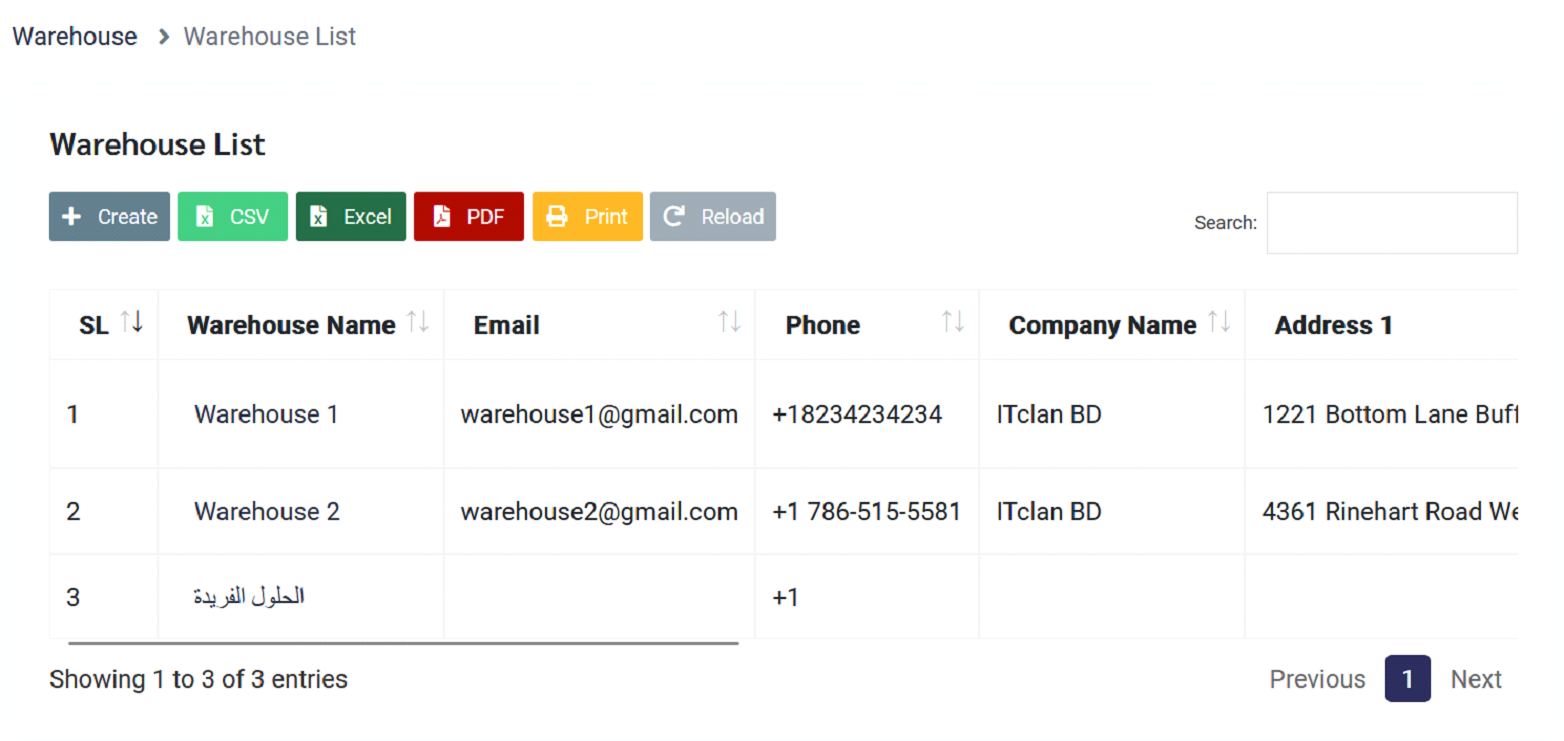 Warehouse > Warehouse List
Warehouse List
Create CSV Excel PDF Print Reload
Search:
SL Warehouse Name Email Phone Company Name Address 1
1 Warehouse 1 warehouse1@gmail.com +18234234234 ITclan BD 1221 Bottom Lane Buff
2 Warehouse 2 warehouse2@gmail.com +1 786-515-5581 ITclan BD 4361 Rinehart Road We
3 الحلول الفريدة +1
Showing 1 to 3 of 3 entries
Previous 1 Next